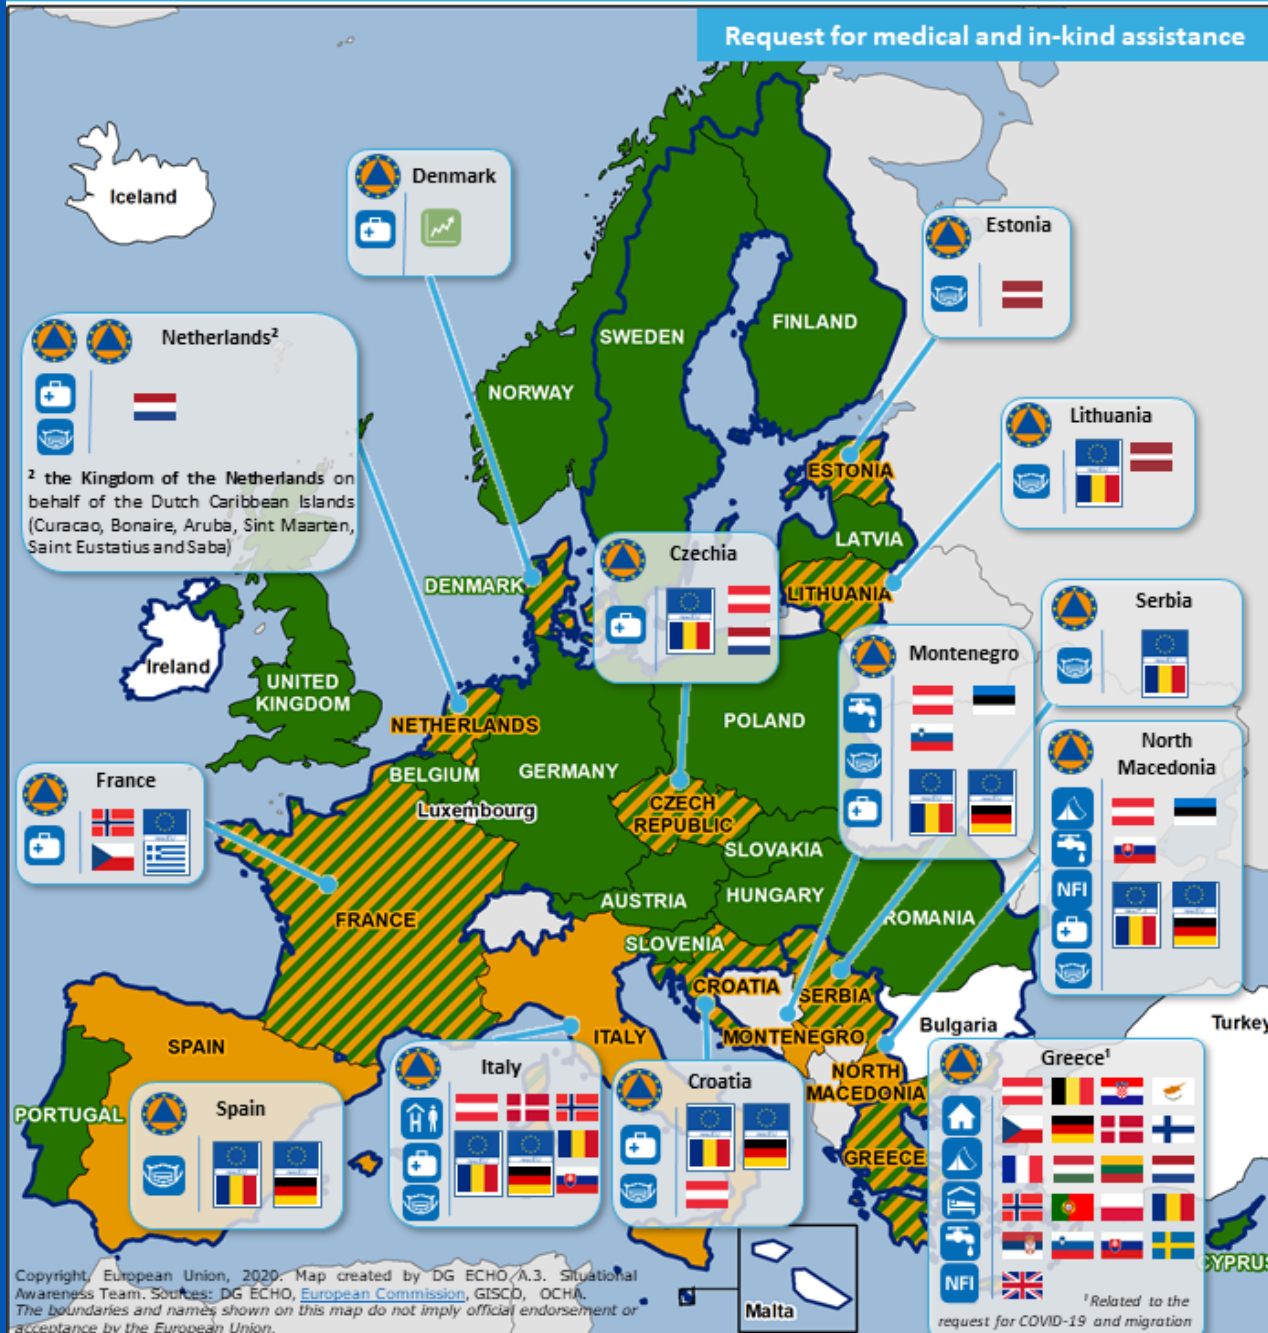 Request for medical and in-kind assistance
Iceland
Denmark
Estonia
Netherlands²
² the Kingdom of the Netherlands on
behalf of the Dutch Caribbean Islands
(Curacao, Bonaire, Aruba, Sint Maarten,
Saint Eustatius and Saba)
SWEDEN
FINLAND
NORWAY
Lithuania
ESTONIA
LATVIA
LITHUANIA
Czechia
DENMARK
Serbia
Montenegro
Ireland
UNITED
KINGDOM
NETHERLANDS
POLAND
North
Macedonia
NFI
France
BELGIUM
GERMANY
Luxembourg
CZECH
REPUBLIC
SLOVAKIA
AUSTRIA
HUNGARY
ROMANIA
FRANCE
SLOVENIA
CROATIA
SERBIA
MONTENEGRO
Bulgaria
Turkey
SPAIN
ITALY
NORTH
MACEDONIA
GREECE
PORTUGAL
Spain
Italy
Croatia
Greece¹
NFI
¹Related to the
request for COVID-19 and migration
CYPRUS
Malta
Copyright, European Union, 2020. Map created by DG ECHO A.3. Situational
Awareness Team. Sources: DG ECHO, European Commission, GISCO, OCHA.
The boundaries and names shown on this map do not imply official endorsement or
acceptance by the European Union.